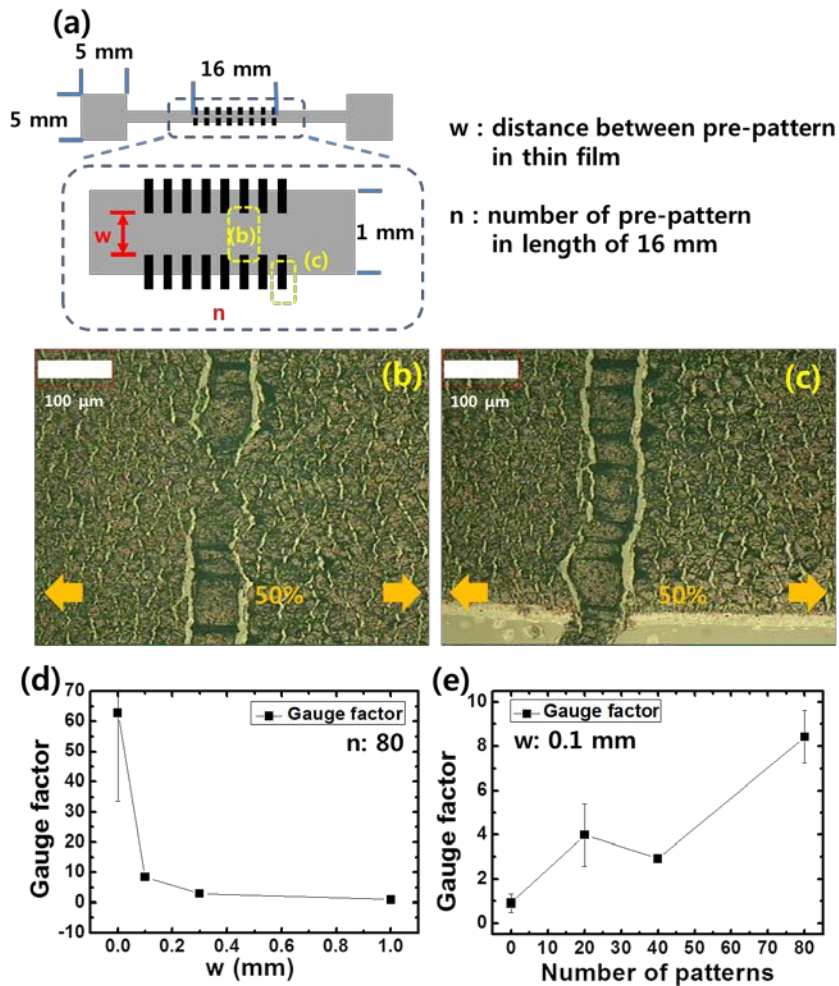 (a)
5 mm
16 mm
5 mm
w : distance between pre-pattern
in thin film
n : number of pre-pattern
in length of 16 mm
w
(b)
1 mm
(c)
n
(b)
100 μm
50%
(c)
100 μm
50%
(d)
70
60
50
40
30
20
10
0
-10
Gauge factor
Gauge factor
n: 80
0.0 0.2 0.4 0.6 0.8 1.0
w (mm)
(e)
10
8
6
4
2
0
Gauge factor
Gauge factor
w: 0.1 mm
0 10 20 30 40 50 60 70 80
Number of patterns